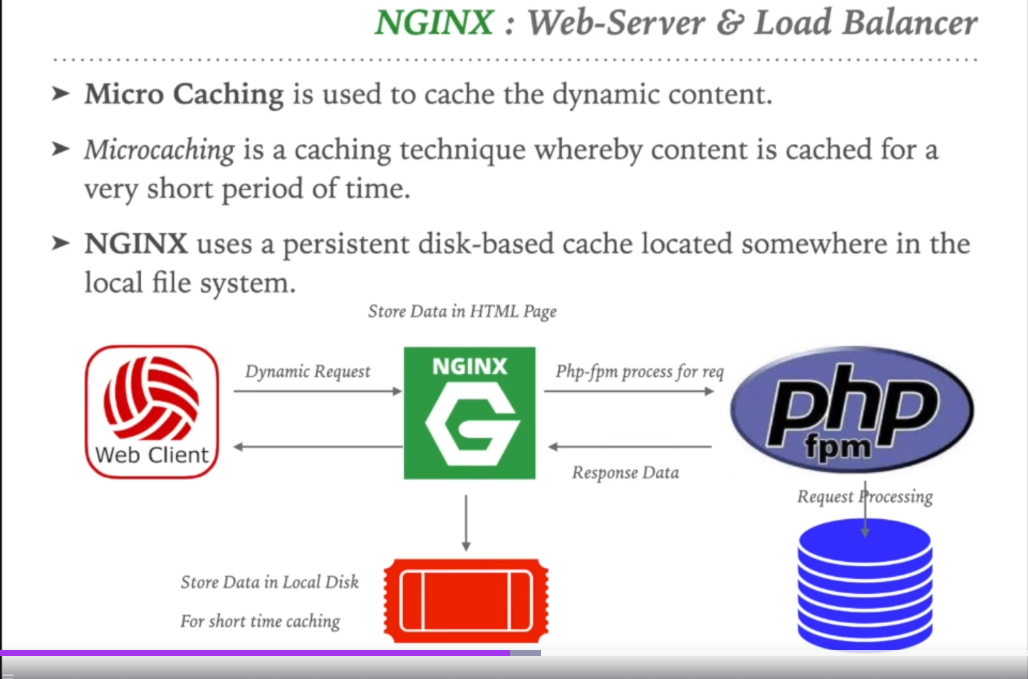 NGINX : Web-Server & Load Balancer
➤ Micro Caching is used to cache the dynamic content.
➤ Microcaching is a caching technique whereby content is cached for a
very short period of time.
➤ NGINX uses a persistent disk-based cache located somewhere in the
local file system.
Store Data in HTML Page
Dynamic Request
NGINX
Php-fpm process for req
php
fpm
Web Client
Response Data
Request Processing
Store Data in Local Disk
For short time caching